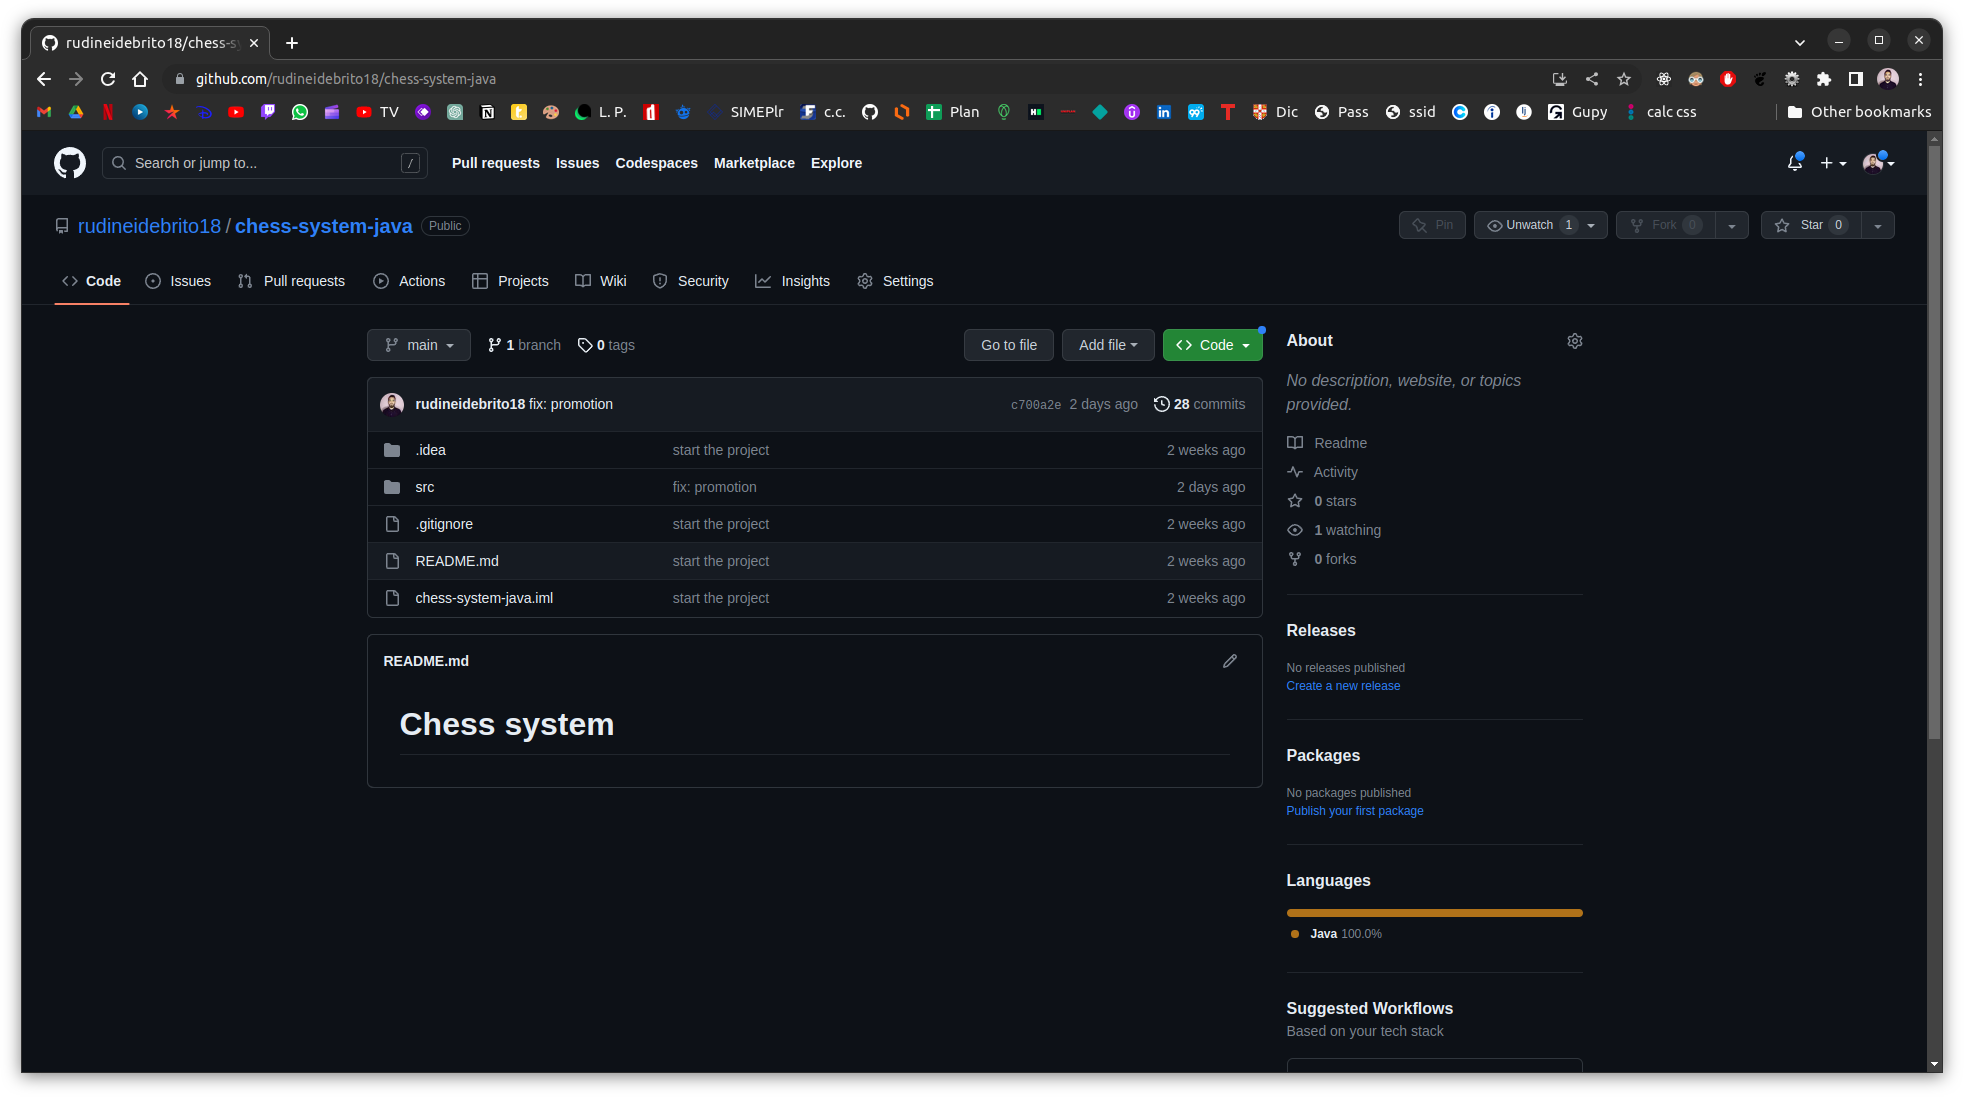 rudineidebrito18/chess-sy
github.com/rudineidebrito18/chess-system-java
TV L. P. SIMEPlr c.c. Plan Dic Pass ssid Gupy calc css Other bookmarks
Search or jump to... / Pull requests Issues Codespaces Marketplace Explore
rudineidebrito18 / chess-system-java Public Pin Unwatch 1 Fork 0 Star 0
Code Issues Pull requests Actions Projects Wiki Security Insights Settings
main 1 branch 0 tags Go to file Add file Code
rudineidebrito18 fix: promotion c700a2e 2 days ago 28 commits
.idea start the project 2 weeks ago
src fix: promotion 2 days ago
.gitignore start the project 2 weeks ago
README.md start the project 2 weeks ago
chess-system-java.iml start the project 2 weeks ago
README.md
Chess system
About
No description, website, or topics
provided.
Readme
Activity
0 stars
1 watching
0 forks
Releases
No releases published
Create a new release
Packages
No packages published
Publish your first package
Languages
Java 100.0%
Suggested Workflows
Based on your tech stack